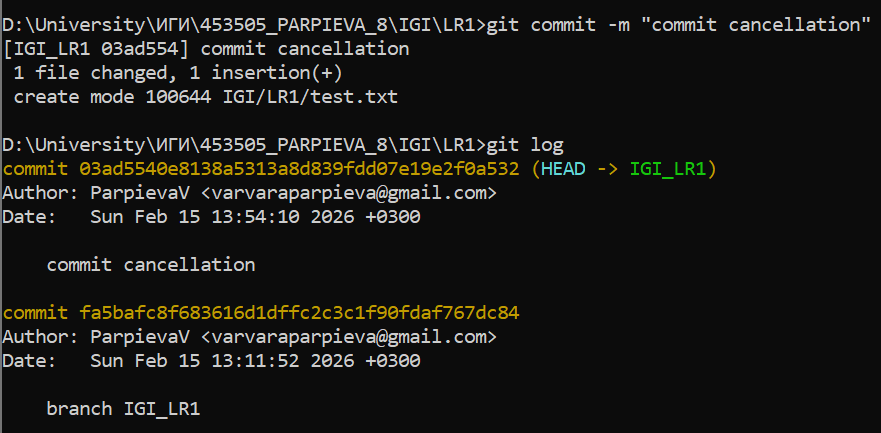 D:\University\ИГИ\453505_PARPIEVA_8\IGI\LR1>git commit -m "commit cancellation"
[IGI_LR1 03ad554] commit cancellation
 1 file changed, 1 insertion(+)
 create mode 100644 IGI/LR1/test.txt

D:\University\ИГИ\453505_PARPIEVA_8\IGI\LR1>git log
commit 03ad5540e8138a5313a8d839fdd07e19e2f0a532 (HEAD -> IGI_LR1)
Author: ParpievaV <varvaraparpieva@gmail.com>
Date:   Sun Feb 15 13:54:10 2026 +0300

    commit cancellation

commit fa5bafc8f683616d1dffc2c3c1f90fdaf767dc84
Author: ParpievaV <varvaraparpieva@gmail.com>
Date:   Sun Feb 15 13:11:52 2026 +0300

    branch IGI_LR1